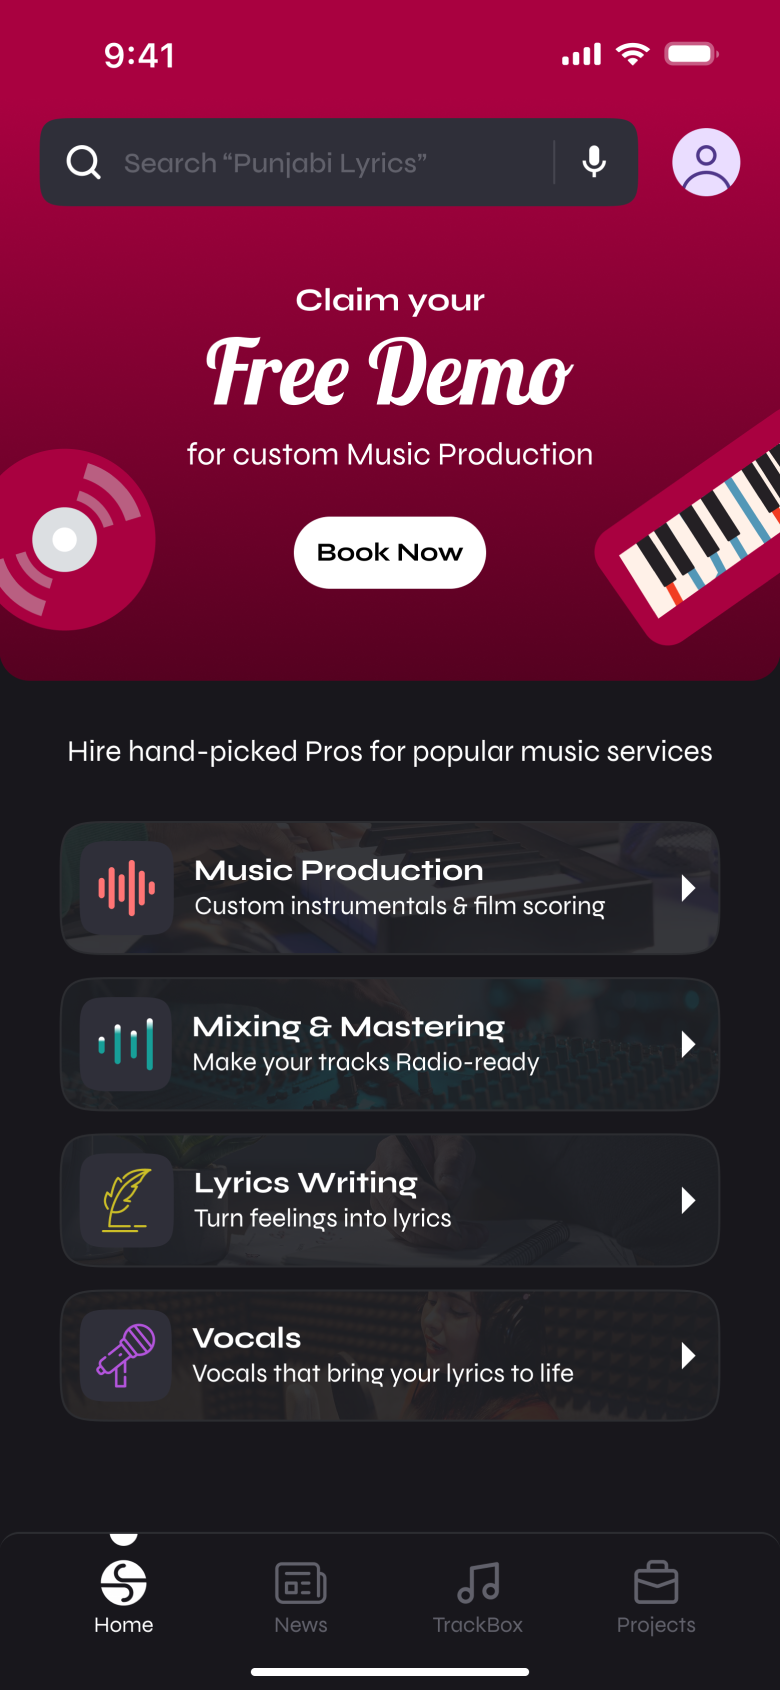 9:41
Search “Punjabi Lyrics”
Claim your
Free Demo
for custom Music Production
Book Now
Hire hand-picked Pros for popular music services
Music Production
Custom instrumentals & film scoring
Mixing & Mastering
Make your tracks Radio-ready
Lyrics Writing
Turn feelings into lyrics
Vocals
Vocals that bring your lyrics to life
Home News TrackBox Projects